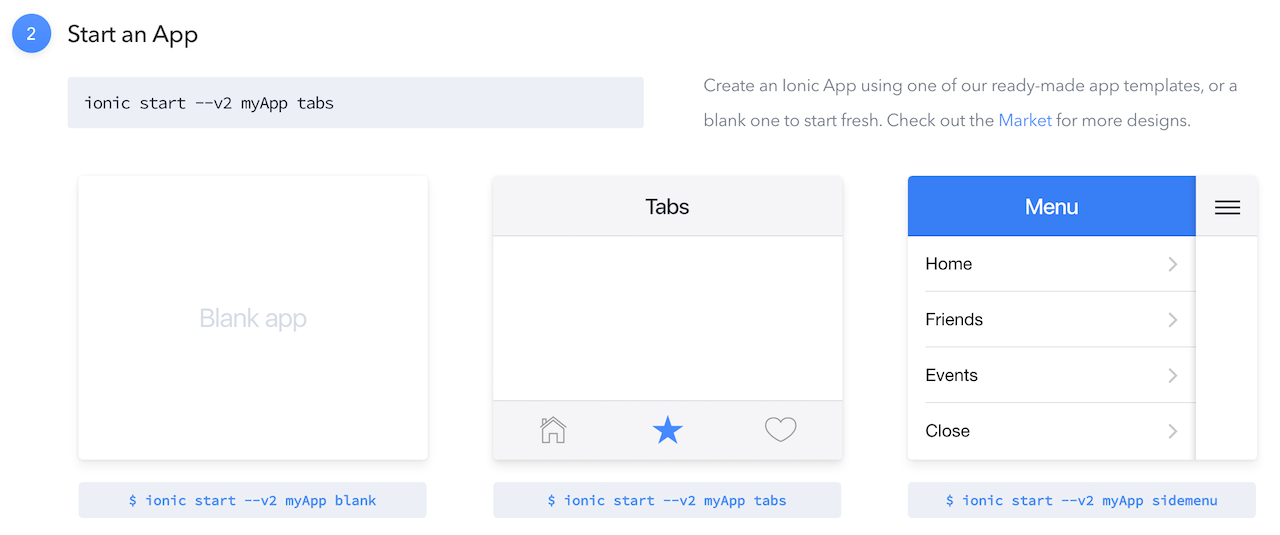 2
Start an App
ionic start --v2 myApp tabs
Create an Ionic App using one of our ready-made app templates, or a
blank one to start fresh. Check out the Market for more designs.
Blank app
$ ionic start --v2 myApp blank
Tabs
$ ionic start --v2 myApp tabs
Menu
Home
Friends
Events
Close
$ ionic start --v2 myApp sidemenu